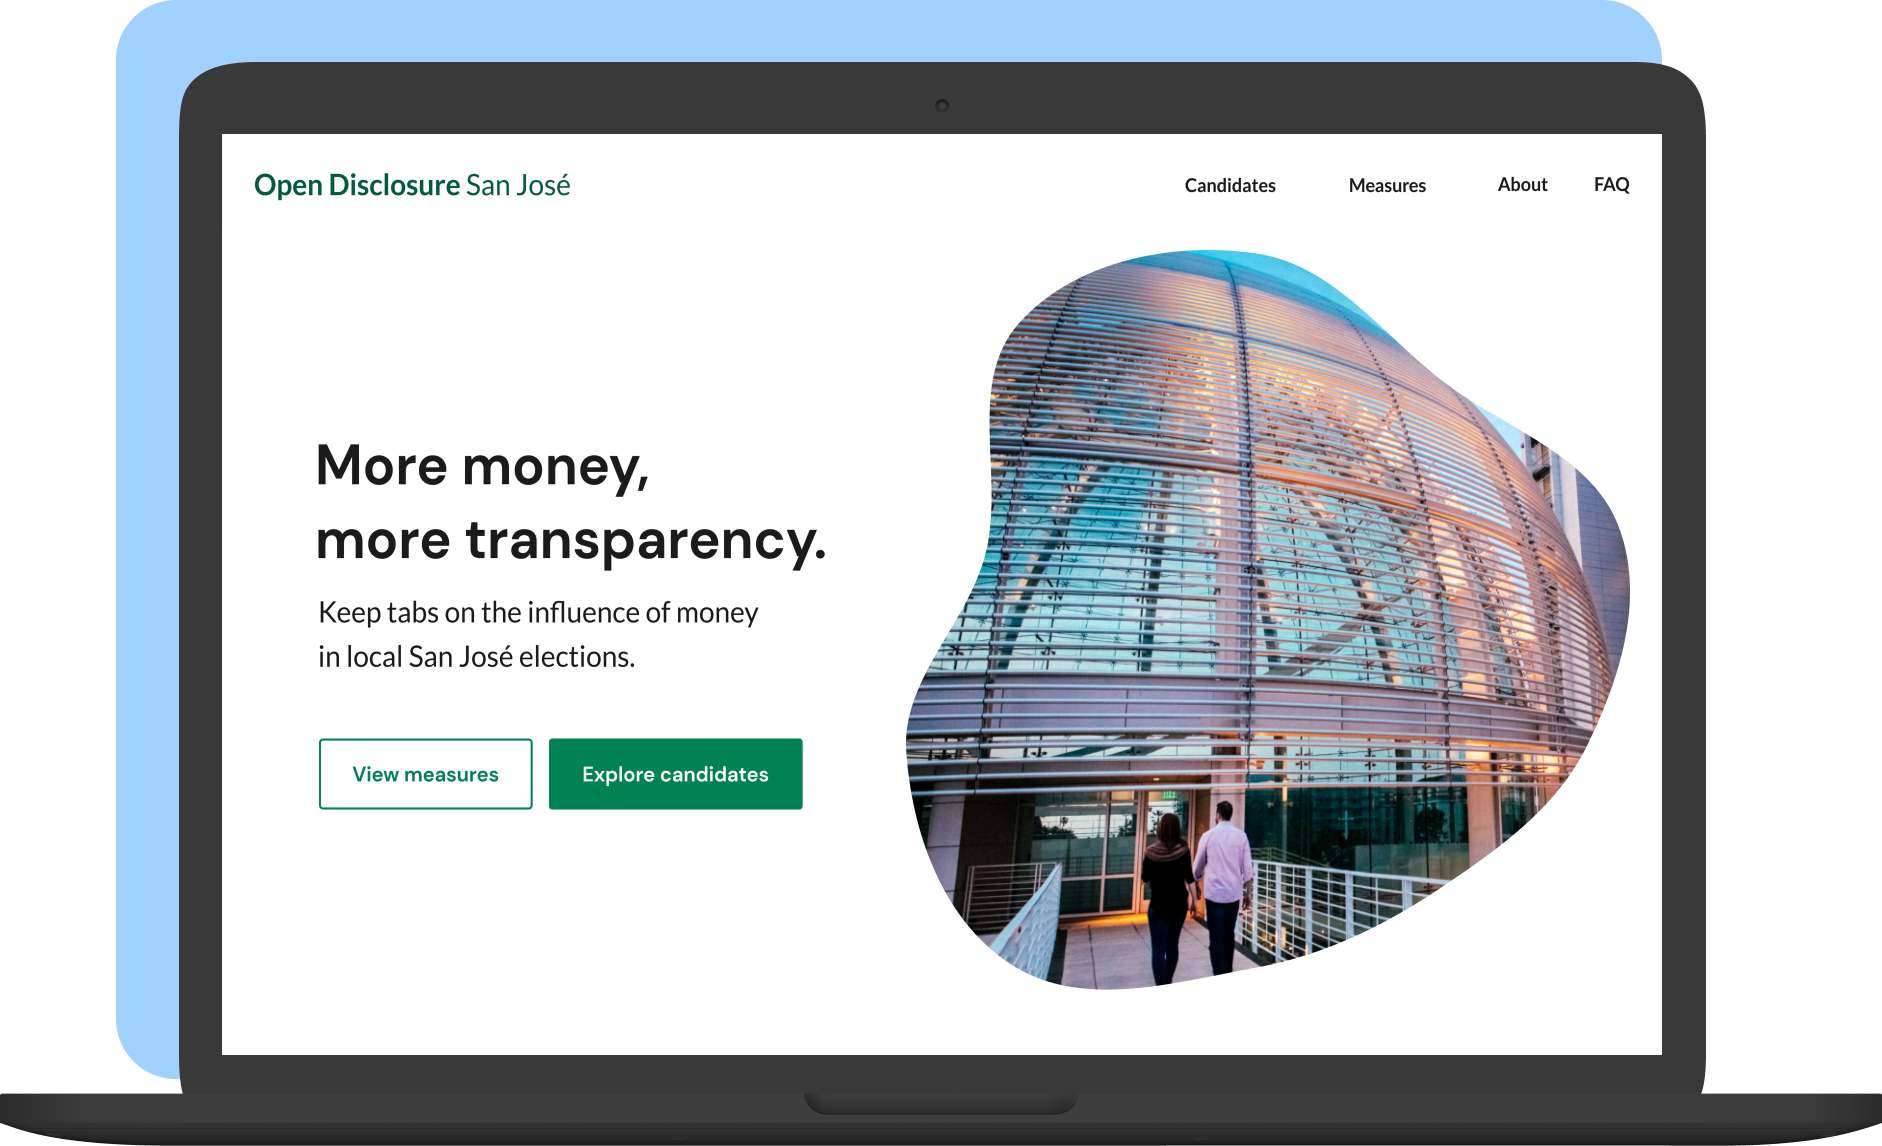 Open Disclosure San José
Candidates
Measures
About
FAQ
More money,
more transparency.
Keep tabs on the influence of money
in local San José elections.
View measures
Explore candidates